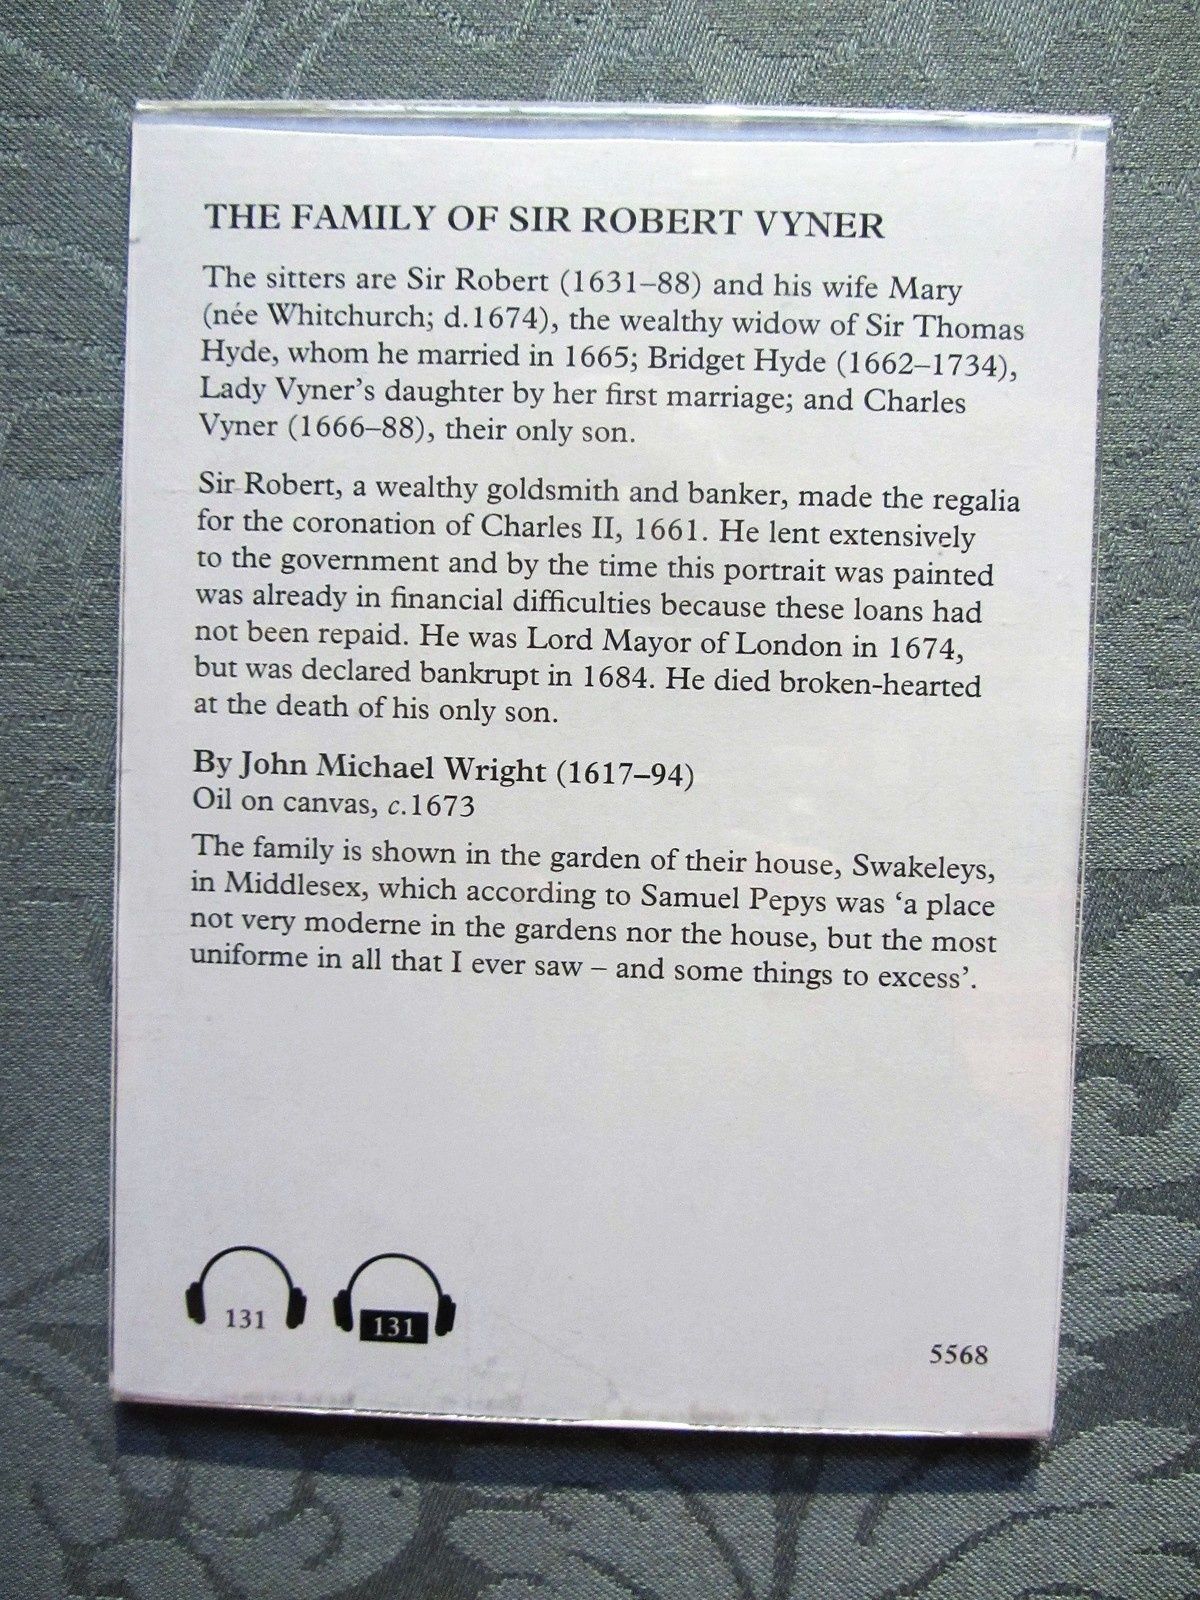 THE FAMILY OF SIR ROBERT VYNER
The sitters are Sir Robert (1631–88) and his wife Mary
(née Whitchurch; d.1674), the wealthy widow of Sir Thomas
Hyde, whom he married in 1665; Bridget Hyde (1662–1734),
Lady Vyner’s daughter by her first marriage; and Charles
Vyner (1666–88), their only son.
Sir Robert, a wealthy goldsmith and banker, made the regalia
for the coronation of Charles II, 1661. He lent extensively
to the government and by the time this portrait was painted
was already in financial difficulties because these loans had
not been repaid. He was Lord Mayor of London in 1674,
but was declared bankrupt in 1684. He died broken-hearted
at the death of his only son.
By John Michael Wright (1617–94)
Oil on canvas, c.1673
The family is shown in the garden of their house, Swakeleys,
in Middlesex, which according to Samuel Pepys was ‘a place
not very moderne in the gardens nor the house, but the most
uniforme in all that I ever saw – and some things to excess’.
131 131
5568